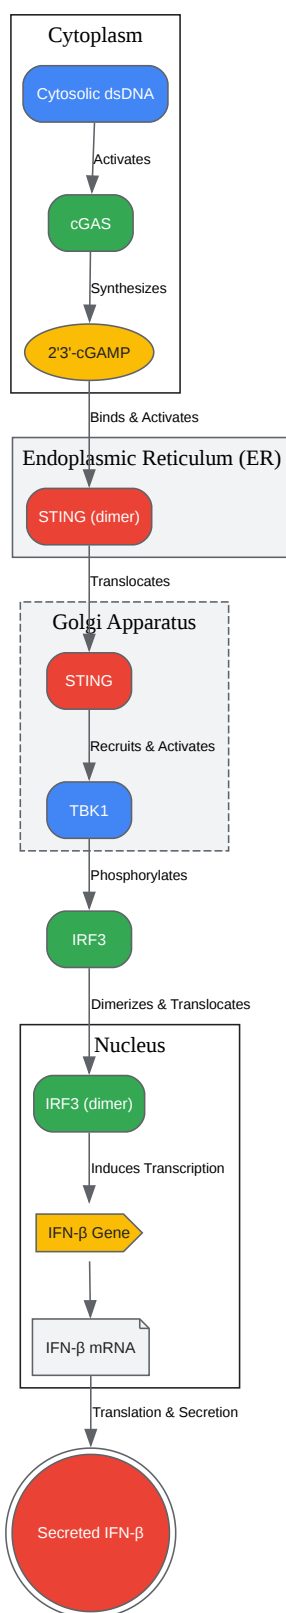 Cytoplasm
Cytosolic dsDNA
Activates
cGAS
Synthesizes
2'3'-cGAMP
Binds & Activates
Endoplasmic Reticulum (ER)
STING (dimer)
Translocates
Golgi Apparatus
STING
Recruits & Activates
TBK1
Phosphorylates
IRF3
Dimerizes & Translocates
Nucleus
IRF3 (dimer)
Induces Transcription
IFN-β Gene
IFN-β mRNA
Translation & Secretion
Secreted IFN-β